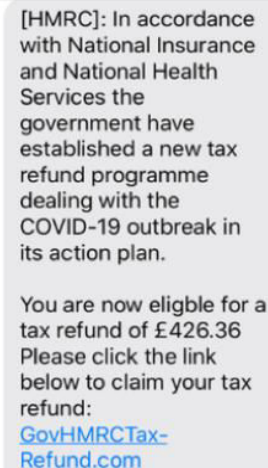 [HMRC]: In accordance
with National Insurance
and National Health
Services the
government have
established a new tax
refund programme
dealing with the
COVID-19 outbreak in
its action plan.
You are now eligble for a
tax refund of £426.36
Please click the link
below to claim your tax
refund:
GovHMRCTax-
Refund.com